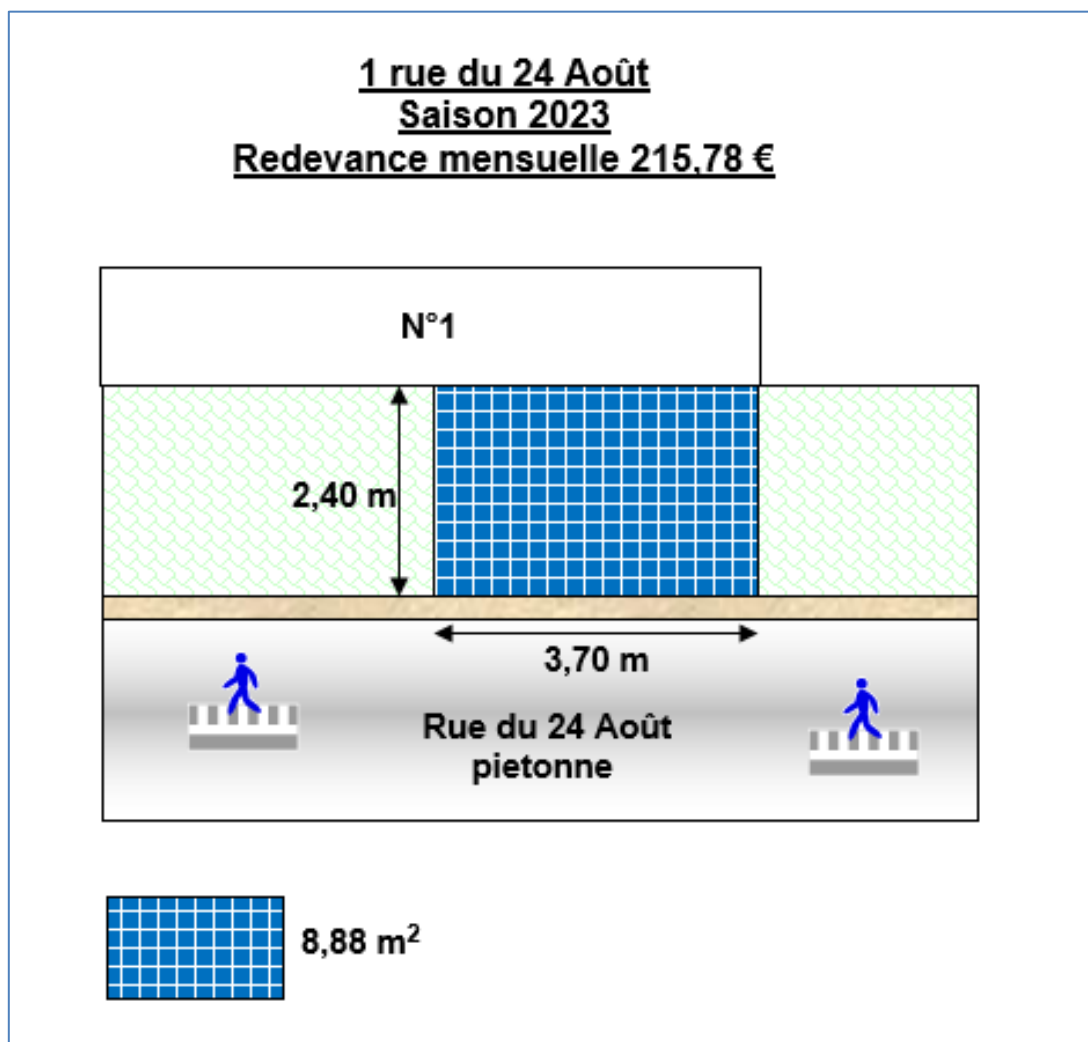 1 rue du 24 Août
Saison 2023
Redevance mensuelle 215,78 €
N°1
2,40 m
3,70 m
Rue du 24 Août
pietonne
8,88 m²